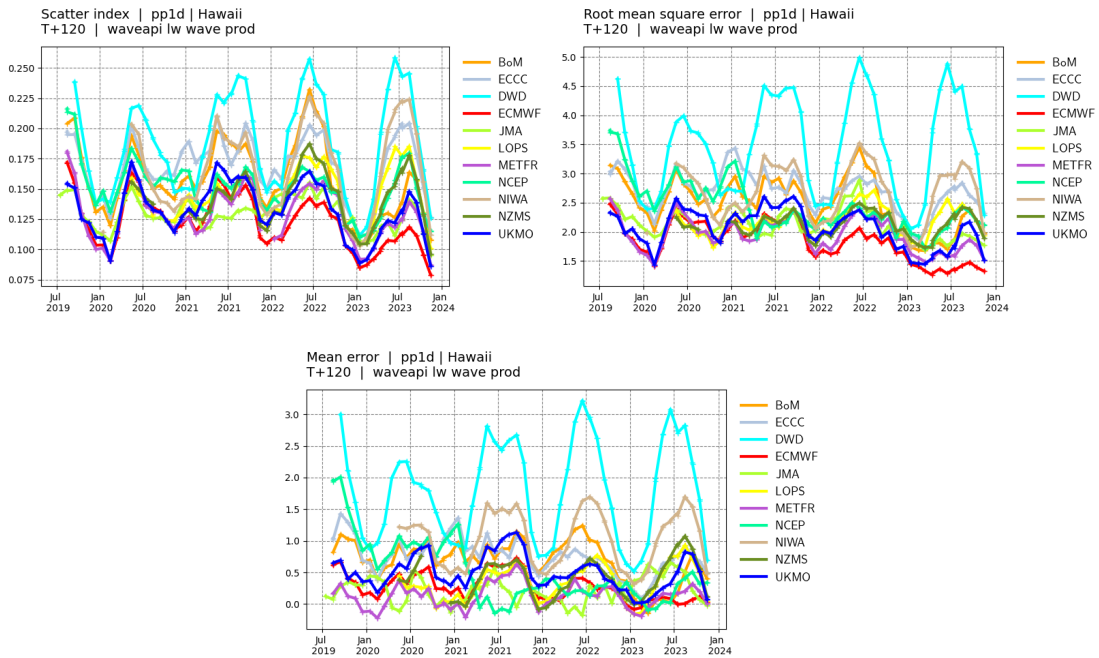 Scatter index | pp1d | Hawaii
T+120 | waveapi lw wave prod
0.250
0.225
0.200
0.175
0.150
0.125
0.100
0.075
Jul Jan Jul Jan Jul Jan Jul Jan Jul Jan
2019 2020 2020 2021 2021 2022 2022 2023 2023 2024
BoM
ECCC
DWD
ECMWF
JMA
LOPS
METFR
NCEP
NIWA
NZMS
UKMO
Root mean square error | pp1d | Hawaii
T+120 | waveapi lw wave prod
5.0
4.5
4.0
3.5
3.0
2.5
2.0
1.5
Jul Jan Jul Jan Jul Jan Jul Jan Jul Jan
2019 2020 2020 2021 2021 2022 2022 2023 2023 2024
BoM
ECCC
DWD
ECMWF
JMA
LOPS
METFR
NCEP
NIWA
NZMS
UKMO
Mean error | pp1d | Hawaii
T+120 | waveapi lw wave prod
3.0
2.5
2.0
1.5
1.0
0.5
0.0
Jul Jan Jul Jan Jul Jan Jul Jan Jul Jan
2019 2020 2020 2021 2021 2022 2022 2023 2023 2024
BoM
ECCC
DWD
ECMWF
JMA
LOPS
METFR
NCEP
NIWA
NZMS
UKMO